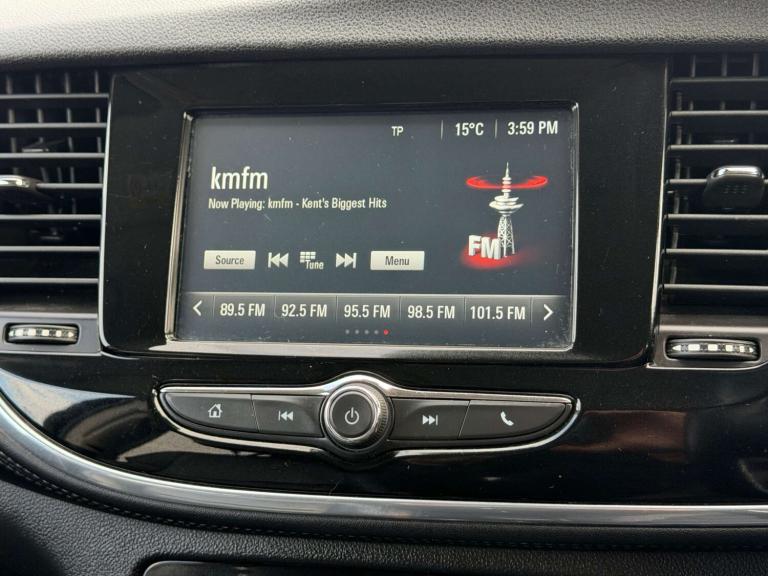 TP 15°C 3:59 PM
kmfm
Now Playing: kmfm - Kent's Biggest Hits
FM
Source Tune Menu
89.5 FM 92.5 FM 95.5 FM 98.5 FM 101.5 FM